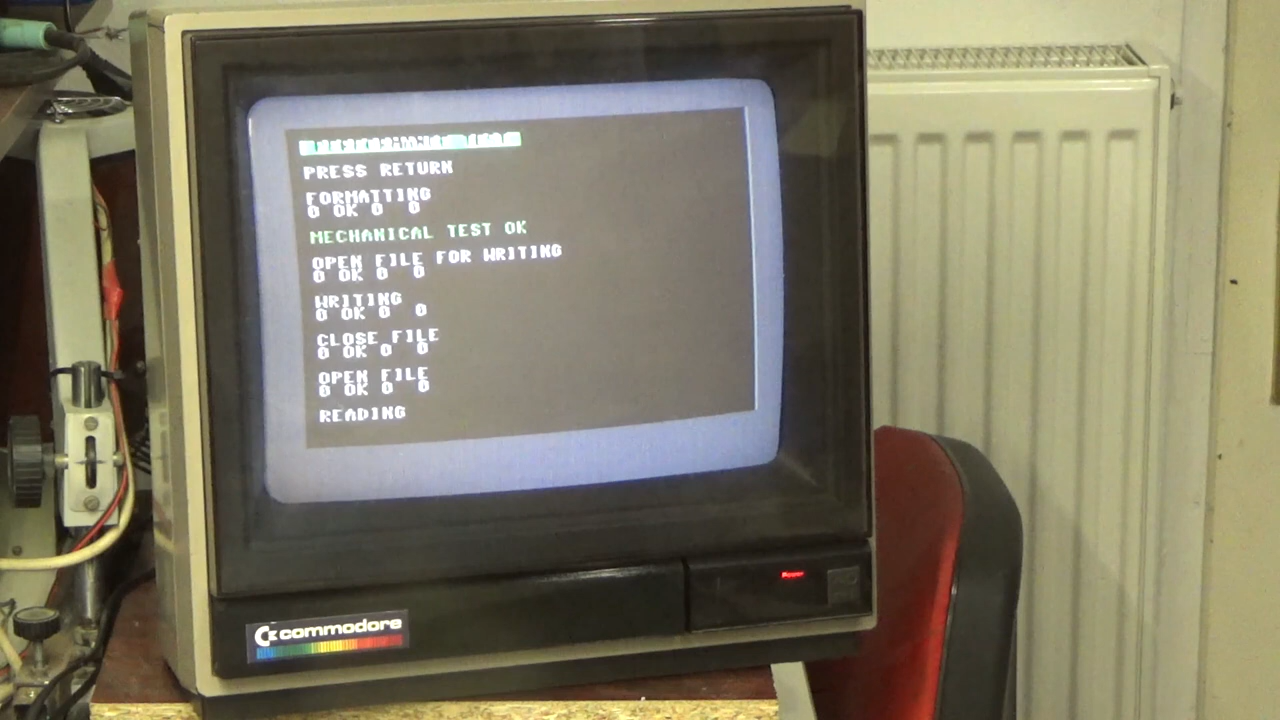 PRESS RETURN
FORMATTING
0 OK 0 0
MECHANICAL TEST OK
OPEN FILE FOR WRITING
0 OK 0 0
WRITING
0 OK 0 0
CLOSE FILE
0 OK 0 0
OPEN FILE
0 OK 0 0
READING
Power
commodore